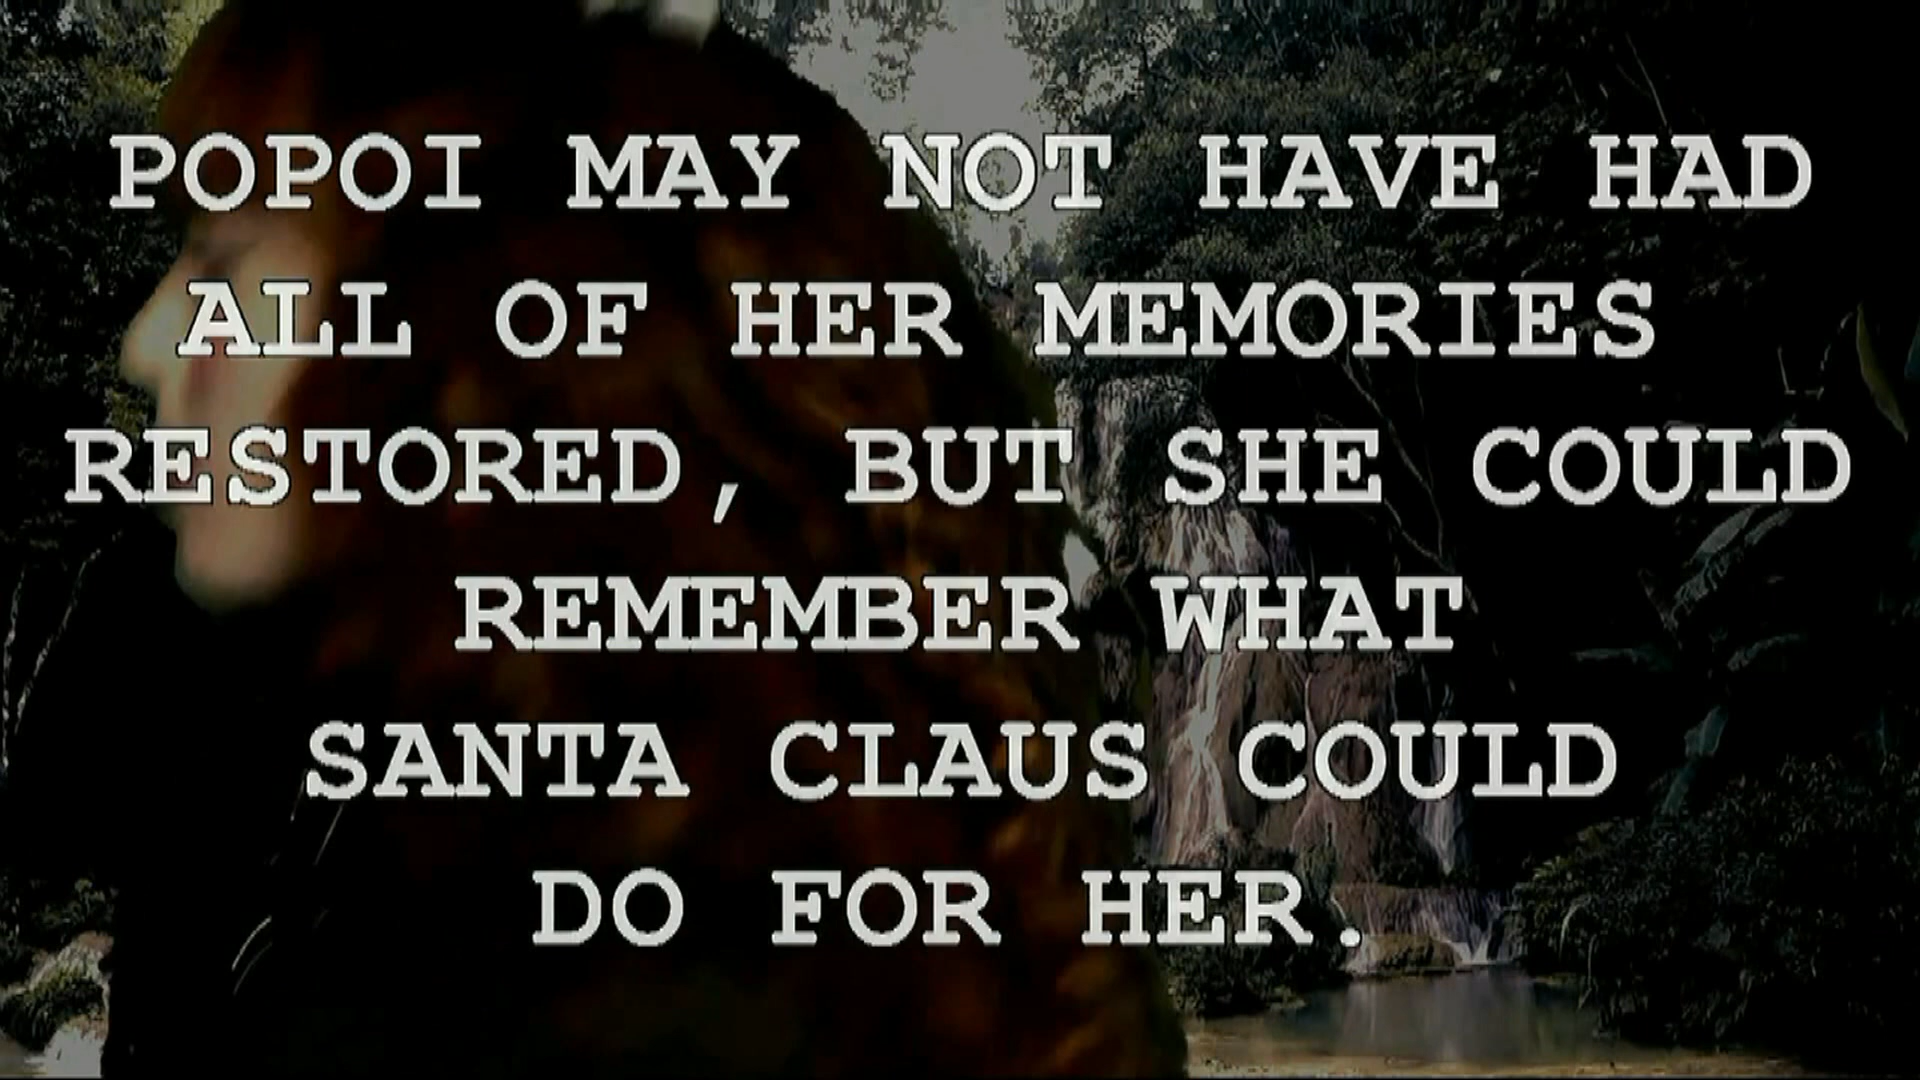 POPOI MAY NOT HAVE HAD
ALL OF HER MEMORIES
RESTORED, BUT SHE COULD
REMEMBER WHAT
SANTA CLAUS COULD
DO FOR HER.